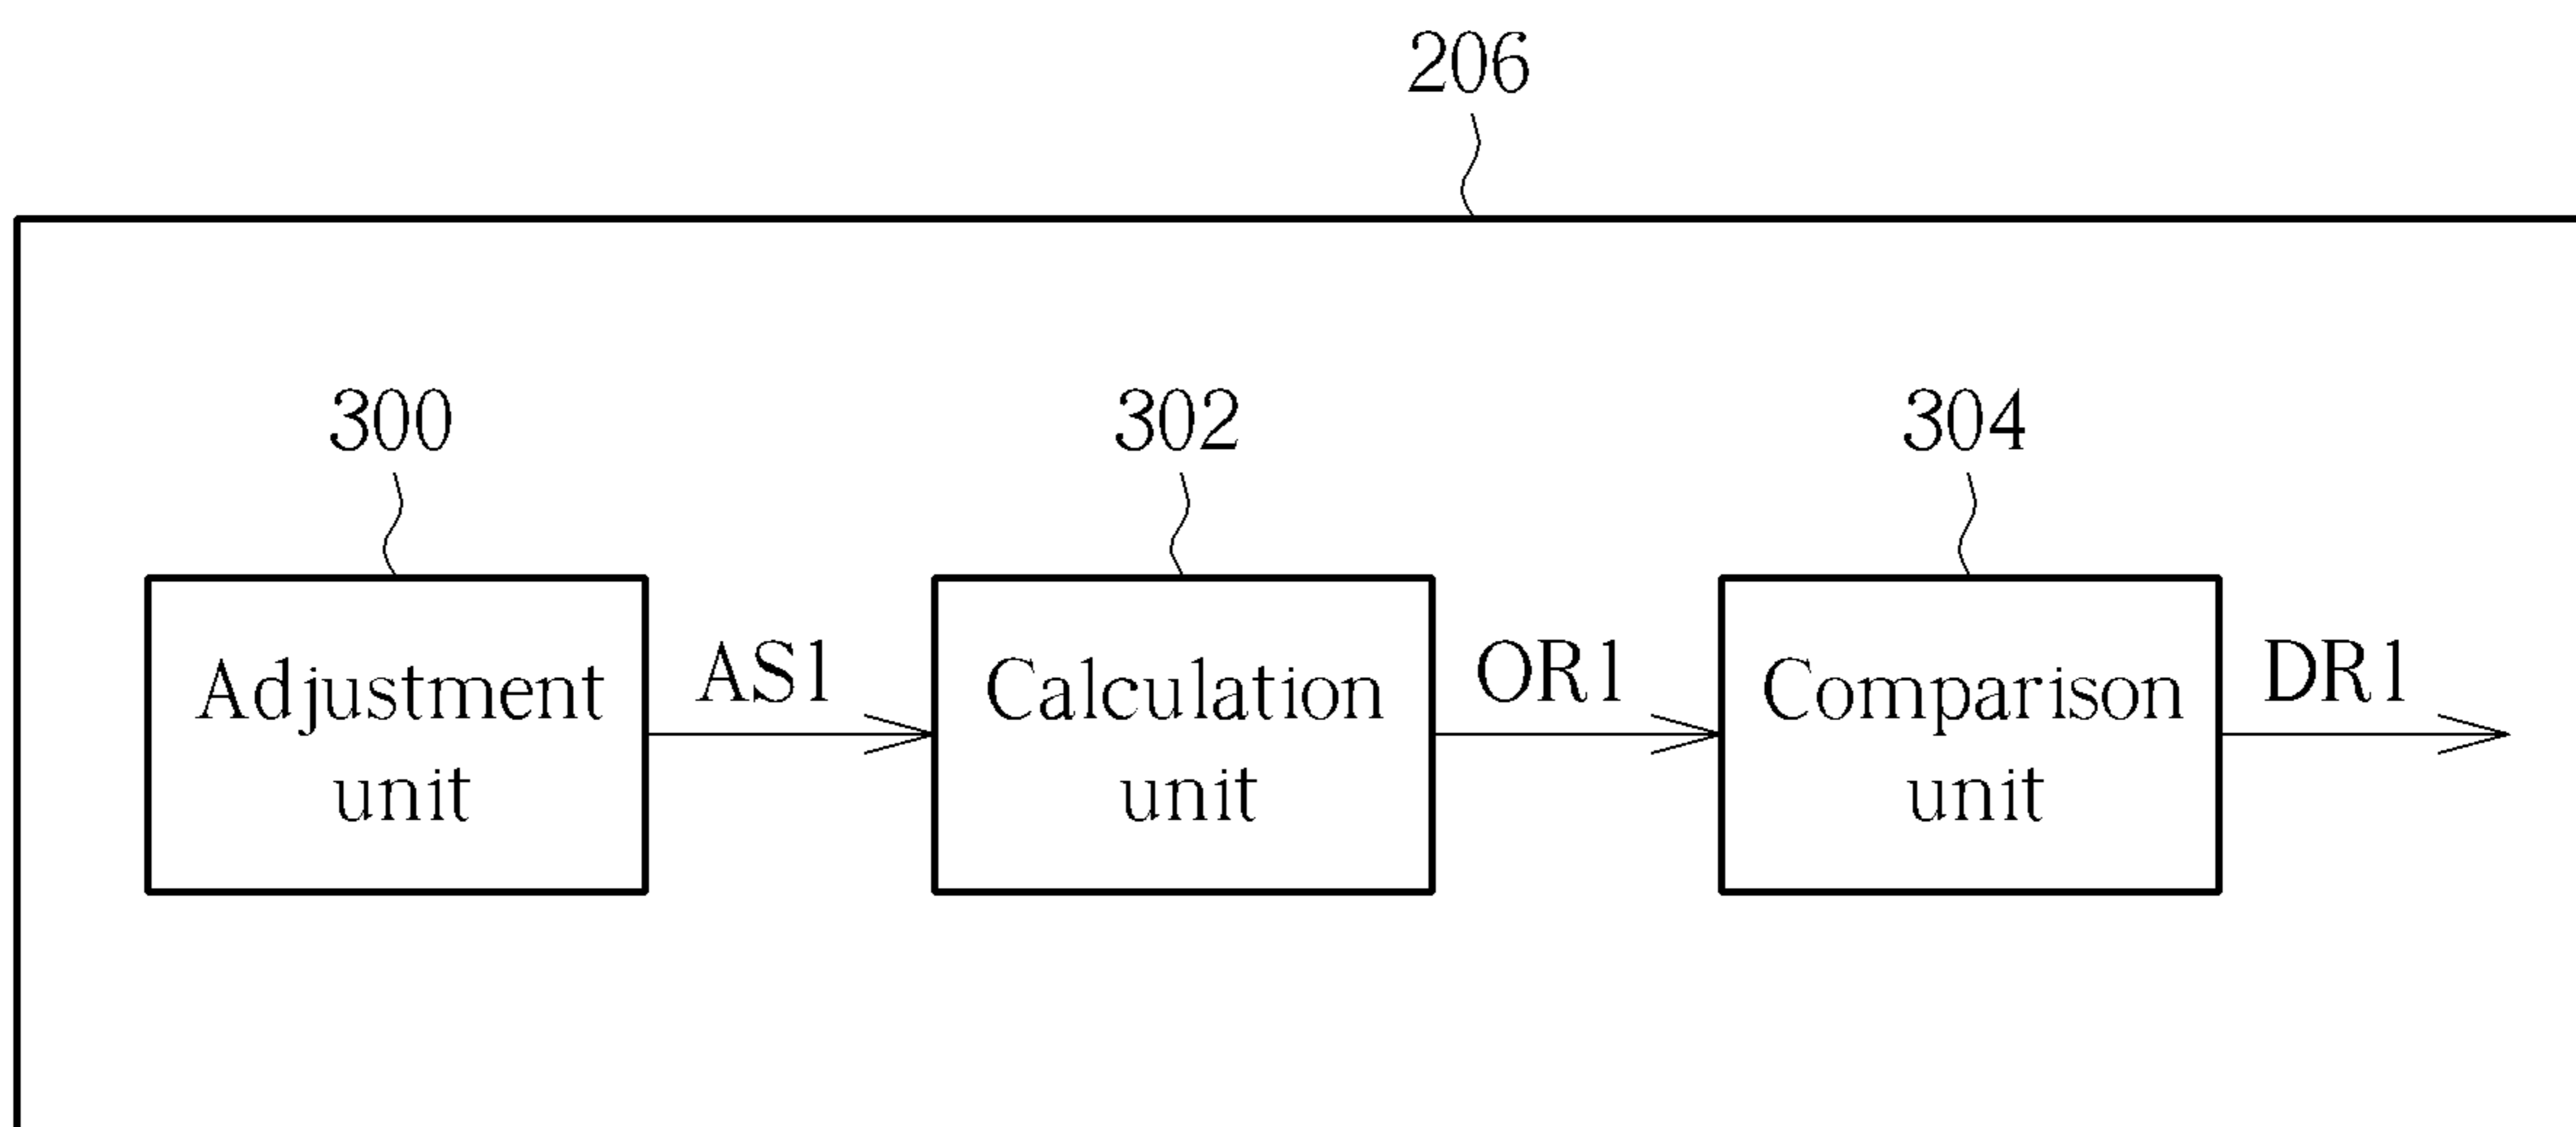 206
300
302
304
Adjustment
unit
AS1
Calculation
unit
OR1
Comparison
unit
DR1